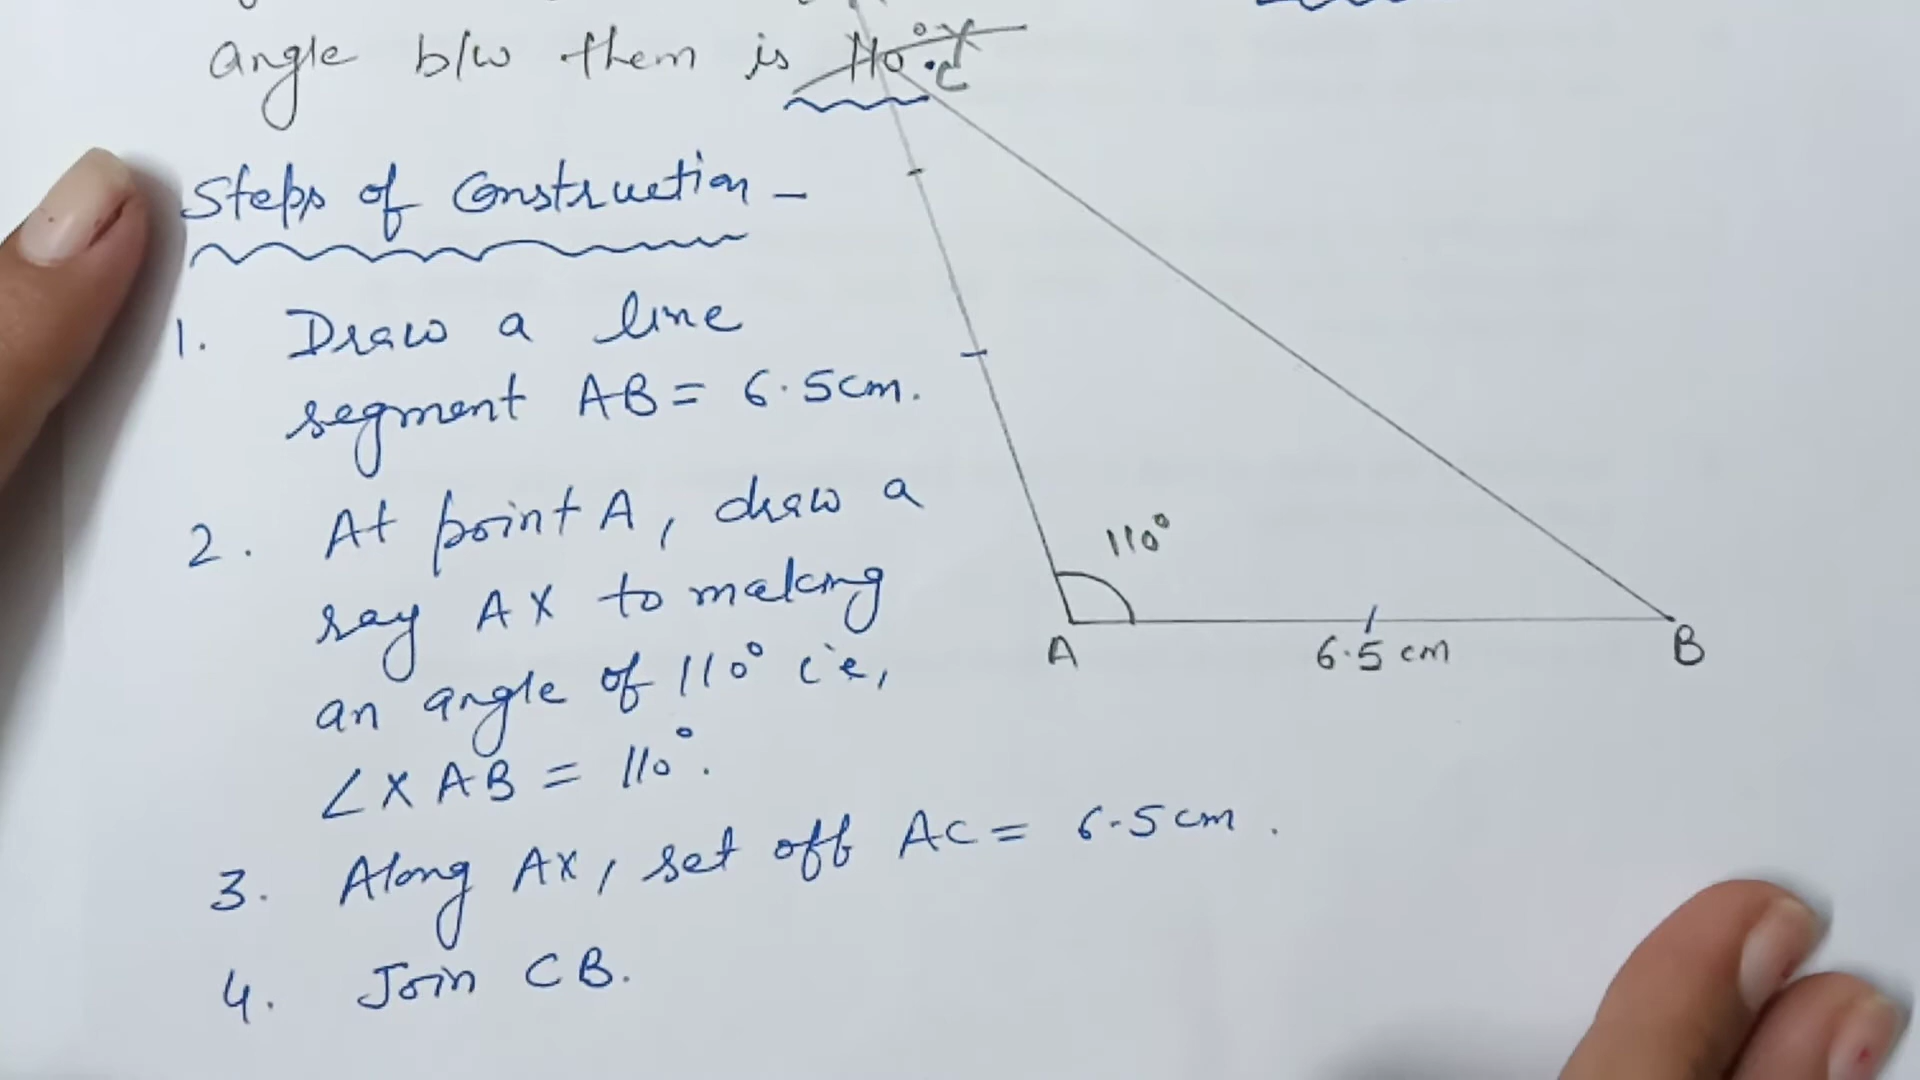 angle b/w them is 110°
C
Steps of Construction -
1. Draw a line
segment AB = 6.5cm.
2. At point A, draw a
ray AX to making
an angle of 110° i.e,
∠XAB = 110°.
3. Along AX, set off AC = 6.5cm.
4. Join CB.
110°
A
6.5 cm
B